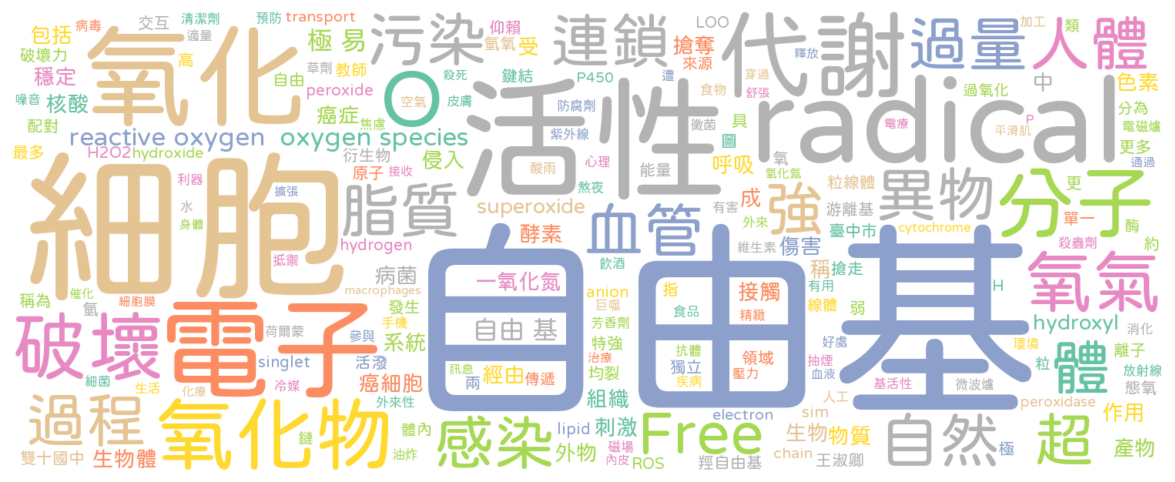 病毒 交互 清潔劑 預防 transport 仰賴 LOO 加工 類
包括 適量 極 易 污染 氫氧 受 連鎖 搶奪 代謝 釋放 過量 人體
破壞力 高 草劑 教師 來源
穩定 氧化 自由 鍵結 P450 遭 食物 穿過 中 色素
噪音 核酸 peroxide 殺死 舒張 過氧化
癌症 O 空氣 皮膚 活性 防腐劑 黴菌 具 radical 分為
配對 焦慮 紫外線 圖 電療 P 電磁爐
reactive oxygen oxygen species 平滑肌 更多
最多 H2O2 hydroxide 衍生物 侵入 酸雨 心理 能量 呼吸 氧 通過
利器 原子 接收 氫化氮
細胞 擴張 脂質 熬夜 成 強 粒線體 異物 更 分子 酶
水 身體 superoxide 血管 有害 游離基 單一
抵禦 hydrogen 酵素 外來 臺中市 cytochrome 殺蟲劑 約
維生素 傷害
稱為 催化 病菌 一氧化氮 飲酒 稱 搶走 氧氣
氫 細胞膜 macrophages anion 指 接觸 有用 H
破壞 電子 發生 自由基 巨噬 食品 精緻 線體 弱 基
荷爾蒙 手機 參與 系統 自由 基 芳香劑 特強 抗體 領域 好處 hydroxyl 消化
singlet 活潑 訊息 治療 獨立 壓力 抽煙 環境 離子
細菌 生活 冷媒 癌細胞 兩 經由 傳遞 均裂 疾病 血液 粒 體 放射線
化療 外來性 組織 基活性 微波爐 態氧
過程 氧化物 鏈 體內 感染 lipid 刺激 Free electron 人工 sim peroxidase 作用
雙十國中 生物體 油炸 外物 磁場 生物 物質 自然 極 超 產物
內皮 ROS 羥自由基 chain 王淑卿